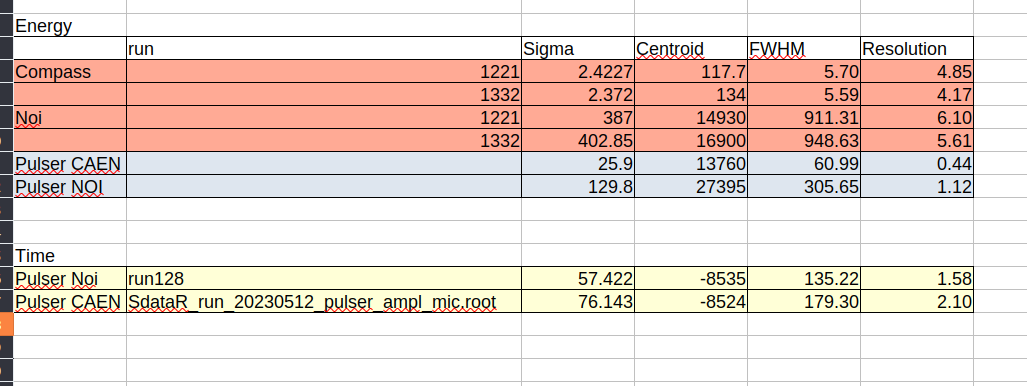 Energy
run Sigma Centroid FWHM Resolution
Compass 1221 2.4227 117.7 5.70 4.85
1332 2.372 134 5.59 4.17
Noi 1221 387 14930 911.31 6.10
1332 402.85 16900 948.63 5.61
Pulser CAEN 25.9 13760 60.99 0.44
Pulser NOI 129.8 27395 305.65 1.12
Time
Pulser Noi run128 57.422 -8535 135.22 1.58
Pulser CAEN SdataR_run_20230512_pulser_ampl_mic.root 76.143 -8524 179.30 2.10